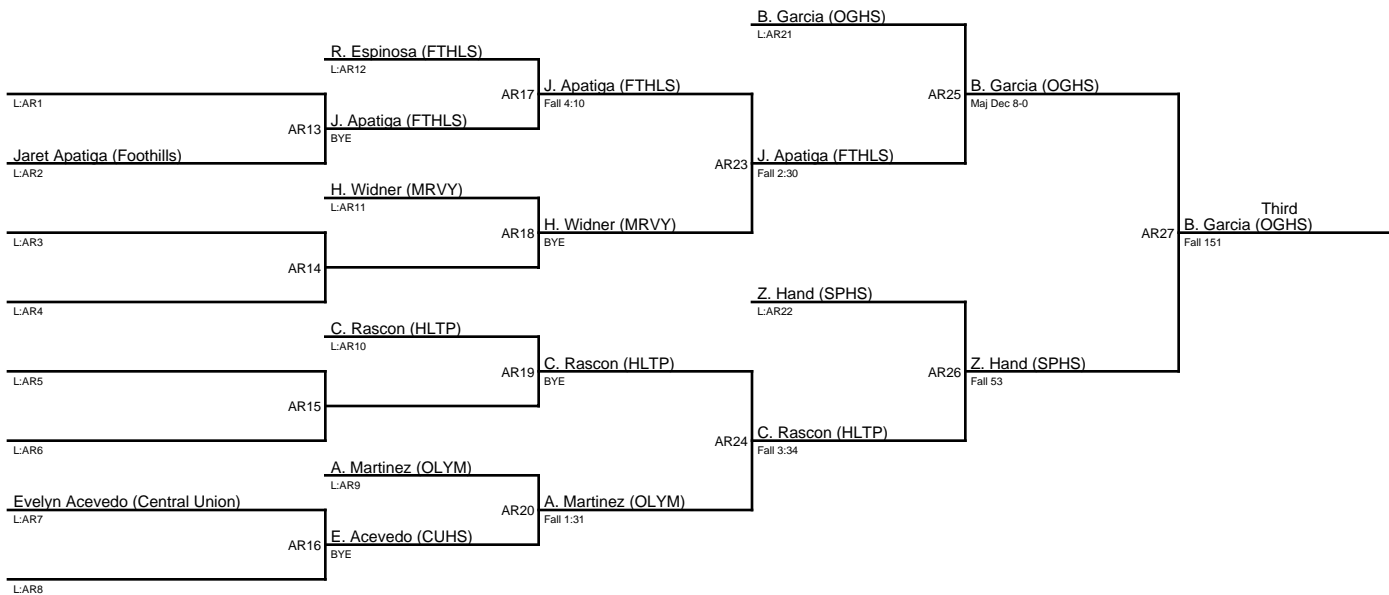 B. Garcia (OGHS)
L:AR21
R. Espinosa (FTHLS)
L:AR12
AR17
J. Apatiga (FTHLS)
Fall 4:10
AR25
B. Garcia (OGHS)
Maj Dec 8-0
L:AR1
AR13
J. Apatiga (FTHLS)
BYE
Jaret Apatiga (Foothills)
L:AR2
AR23
J. Apatiga (FTHLS)
Fall 2:30
H. Widner (MRVY)
L:AR11
AR18
H. Widner (MRVY)
BYE
Third
AR27
B. Garcia (OGHS)
Fall 151
L:AR3
AR14
L:AR4
Z. Hand (SPHS)
L:AR22
C. Rascon (HLTP)
L:AR10
AR19
C. Rascon (HLTP)
BYE
AR26
Z. Hand (SPHS)
Fall 53
L:AR5
AR15
L:AR6
AR24
C. Rascon (HLTP)
Fall 3:34
A. Martinez (OLYM)
L:AR9
AR20
A. Martinez (OLYM)
Fall 1:31
Evelyn Acevedo (Central Union)
L:AR7
AR16
E. Acevedo (CUHS)
BYE
L:AR8